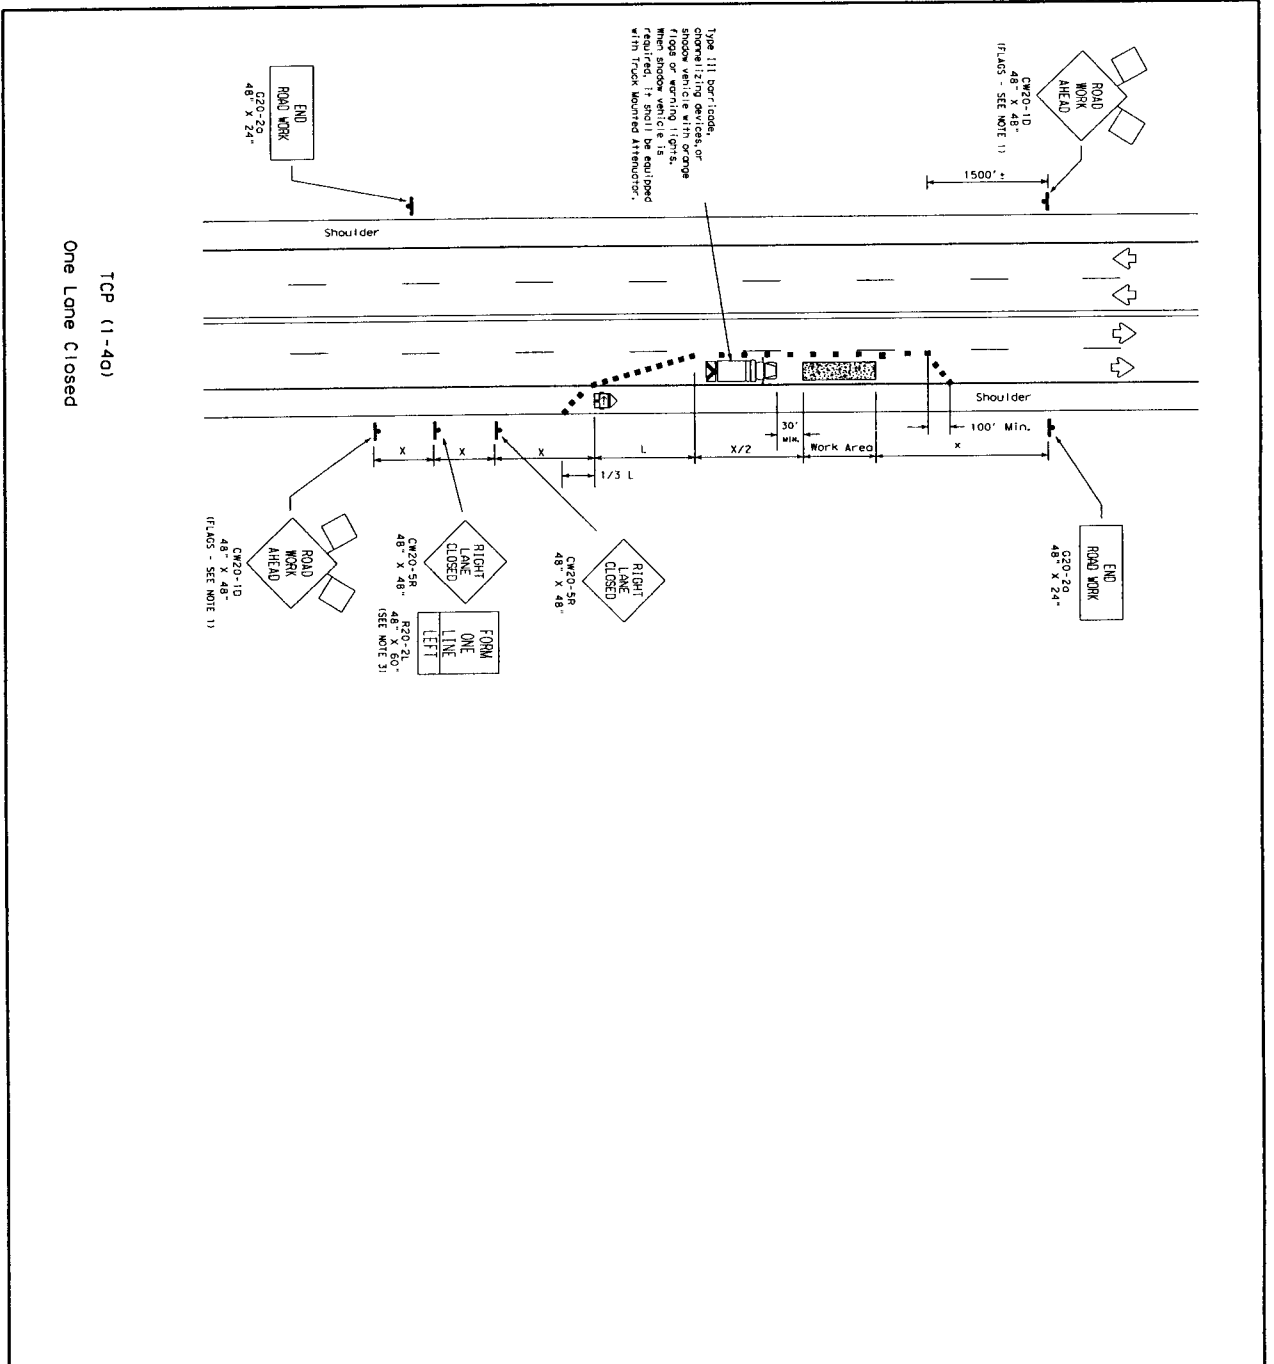 Type III barricade,
channelizing devices, or
shadow vehicle with orange
flags or warning lights.
When shadow vehicle is
required, it shall be equipped
with Truck Mounted Attenuator.
ROAD
WORK
AHEAD
CW20-1D
48" X 48"
(FLAGS - SEE NOTE 1)
END
ROAD WORK
G20-2a
48" X 24"
1500'±
Shoulder
Shoulder
30'
MIN.
100' Min.
X
X
X
L
X/2
Work Area
x
1/3 L
END
ROAD WORK
G20-2a
48" X 24"
RIGHT
LANE
CLOSED
CW20-5R
48" X 48"
RIGHT
LANE
CLOSED
CW20-5R
48" X 48"
FORM
ONE
LINE
LEFT
R20-2L
48" X 60"
(SEE NOTE 3)
ROAD
WORK
AHEAD
CW20-1D
48" X 48"
(FLAGS - SEE NOTE 1)
TCP (1-4a)
One Lane Closed